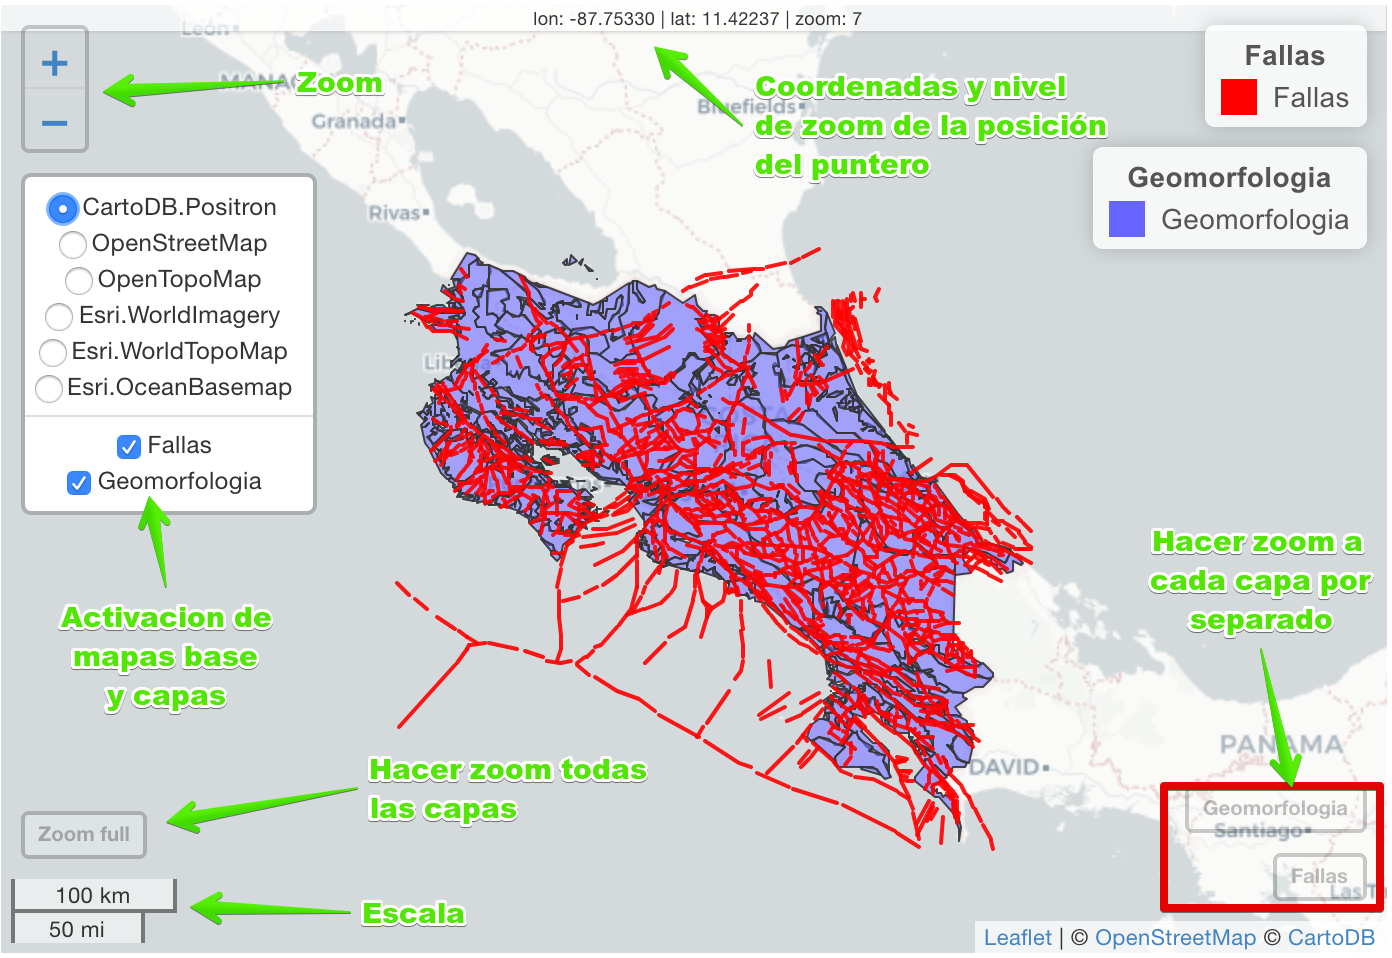 lon: -87.75330 | lat: 11.42237 | zoom: 7
León
+
−
MANAG
Granada
Rivas
Bluefields
Zoom
Coordenadas y nivel
de zoom de la posición
del puntero
Fallas
Fallas
Geomorfologia
Geomorfologia
CartoDB.Positron
OpenStreetMap
OpenTopoMap
Esri.WorldImagery
Esri.WorldTopoMap
Esri.OceanBasemap
Fallas
Geomorfologia
COSTA
Activacion de
mapas base
y capas
Hacer zoom a
cada capa por
separado
Hacer zoom todas
las capas
PANAMA
DAVID
Geomorfologia
Santiago
Fallas
Las T
Zoom full
100 km
50 mi
Escala
Leaflet | © OpenStreetMap © CartoDB